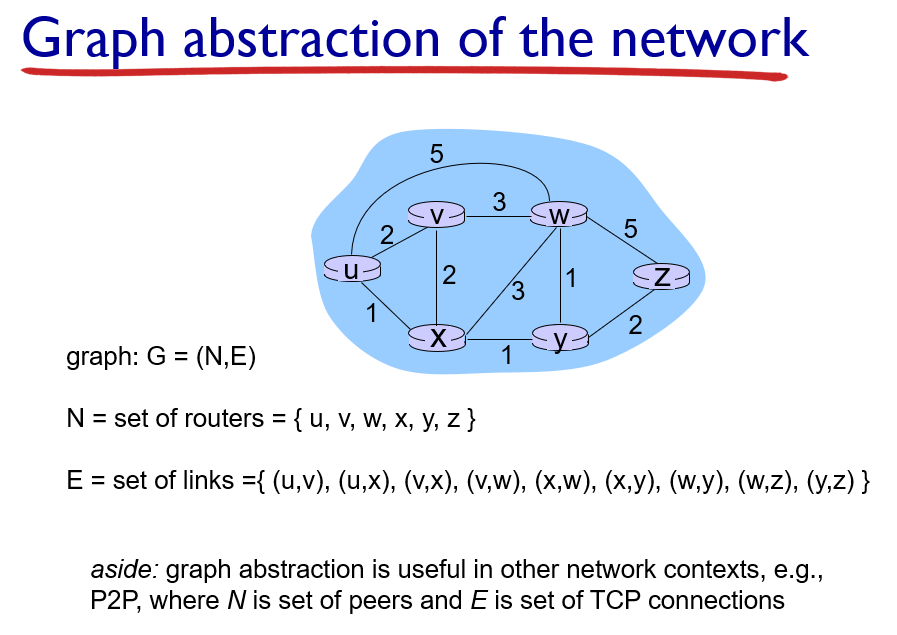 Graph abstraction of the network
5
v
3
w
2
5
u
2
3
1
z
1
x
1
y
2
graph: G = (N,E)
N = set of routers = { u, v, w, x, y, z }
E = set of links ={ (u,v), (u,x), (v,x), (v,w), (x,w), (x,y), (w,y), (w,z), (y,z) }
aside: graph abstraction is useful in other network contexts, e.g.,
P2P, where N is set of peers and E is set of TCP connections